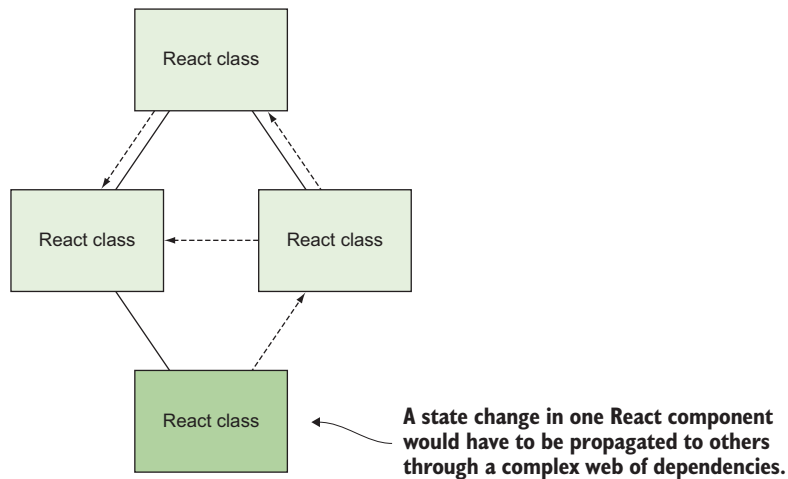 React class
React class
React class
React class
A state change in one React component
would have to be propagated to others
through a complex web of dependencies.